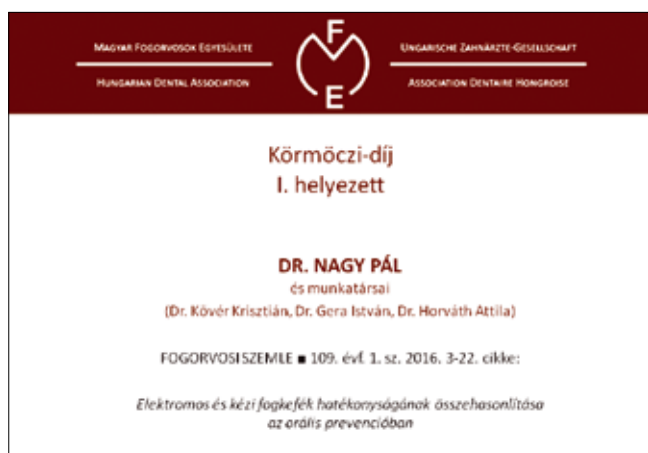 MAGYAR FOGORVOSOK EGYESÜLETE
HUNGARIAN DENTAL ASSOCIATION
F
M
E
UNGARISCHE ZAHNÄRZTE-GESELLSCHAFT
ASSOCIATION DENTAIRE HONGROISE
Körmöczi-díj
I. helyezett
DR. NAGY PÁL
és munkatársai
(Dr. Kövér Krisztián, Dr. Gera István, Dr. Horváth Attila)
FOGORVOSI SZEMLE ■ 109. évf. 1. sz. 2016. 3-22. cikke:
Elektromos és kézi fogkefék hatékonyságának összehasonlítása
az orális prevencióban